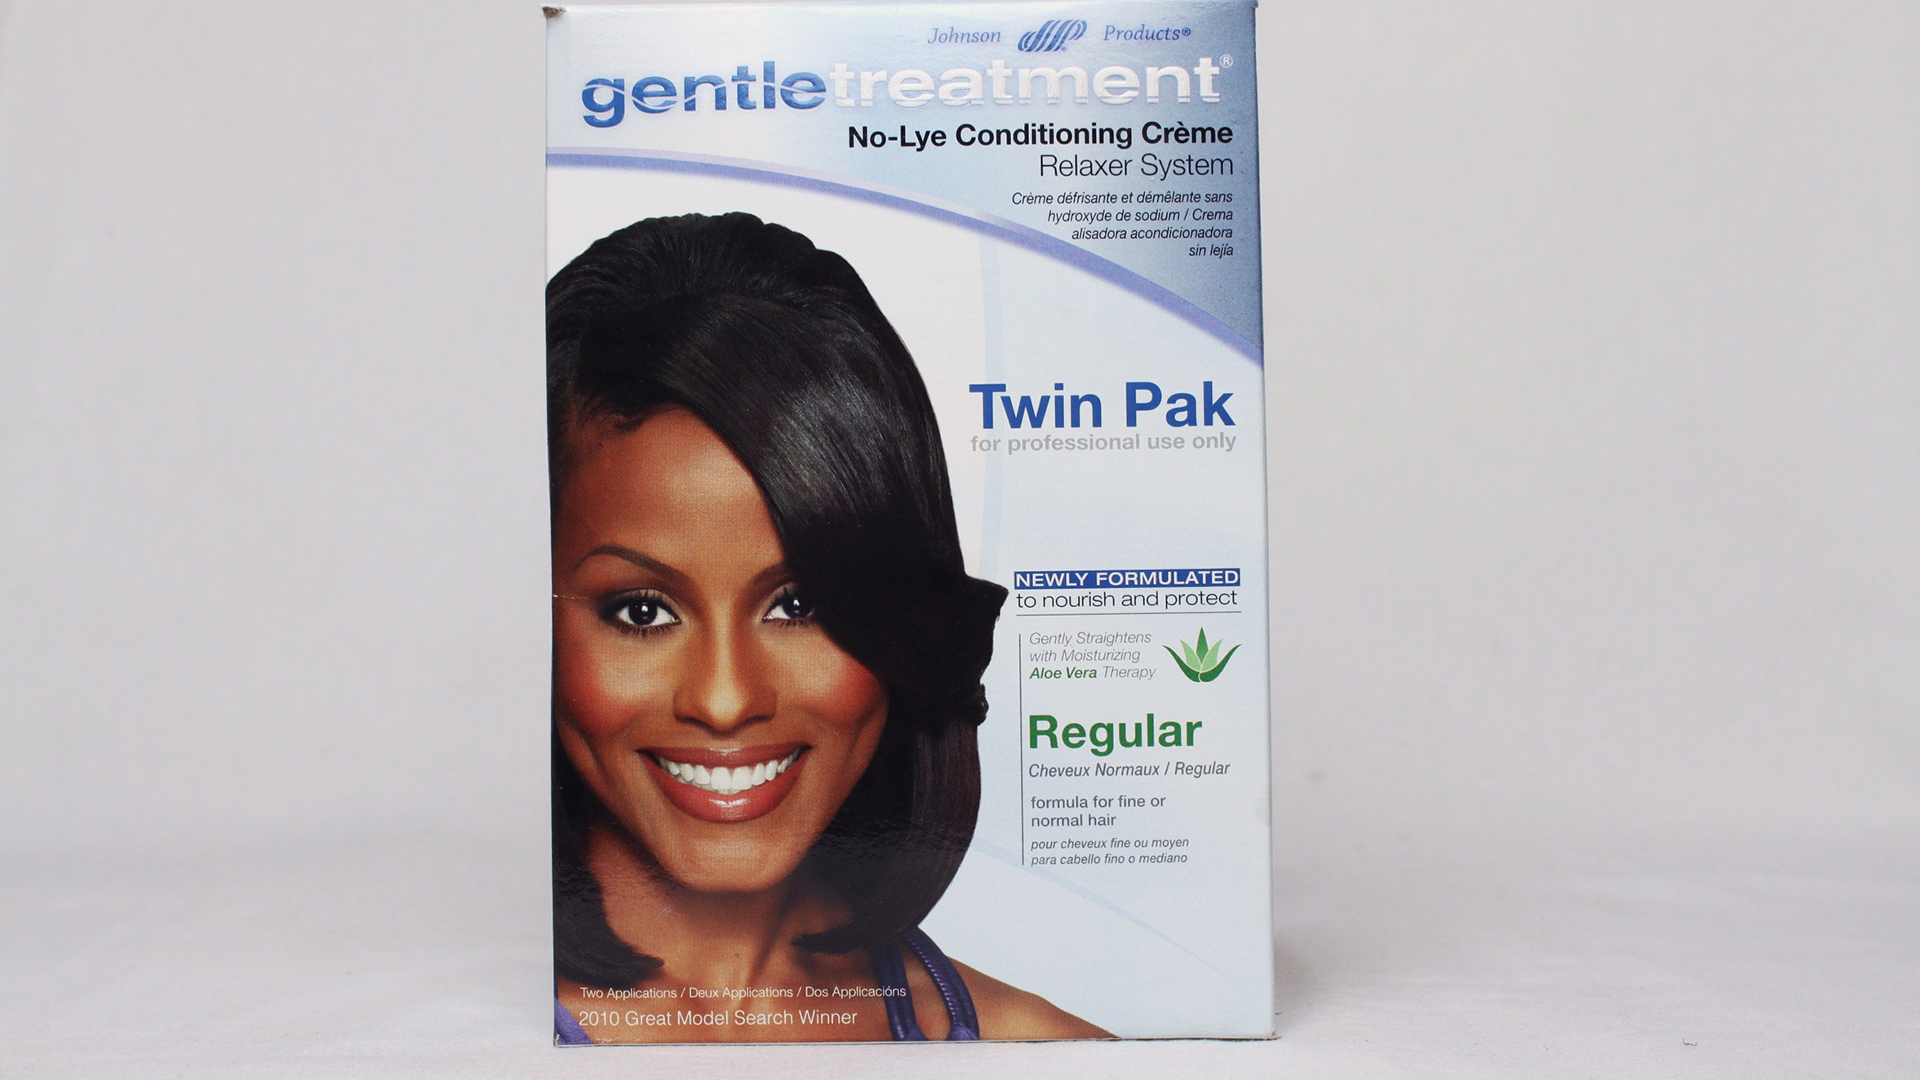 Johnson JP Products®
gentletreatment®
No-Lye Conditioning Crème
Relaxer System
Crème défrisante et démêlante sans
hydroxyde de sodium / Crema
alisadora acondicionadora
sin lejía
Twin Pak
for professional use only
NEWLY FORMULATED
to nourish and protect
Gently Straightens
with Moisturizing
Aloe Vera Therapy
Regular
Cheveux Normaux / Regular
formula for fine or
normal hair
pour cheveux fine ou moyen
para cabello fino o mediano
Two Applications / Deux Applications / Dos Applicacións
2010 Great Model Search Winner